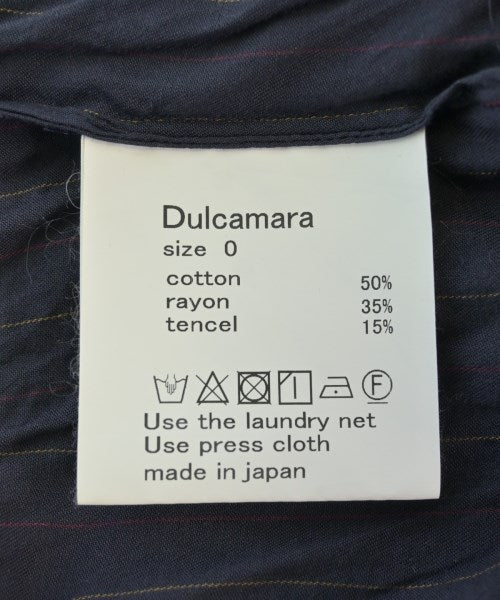 Dulcamara
size 0
cotton 50%
rayon 35%
tencel 15%
F
Use the laundry net
Use press cloth
made in japan